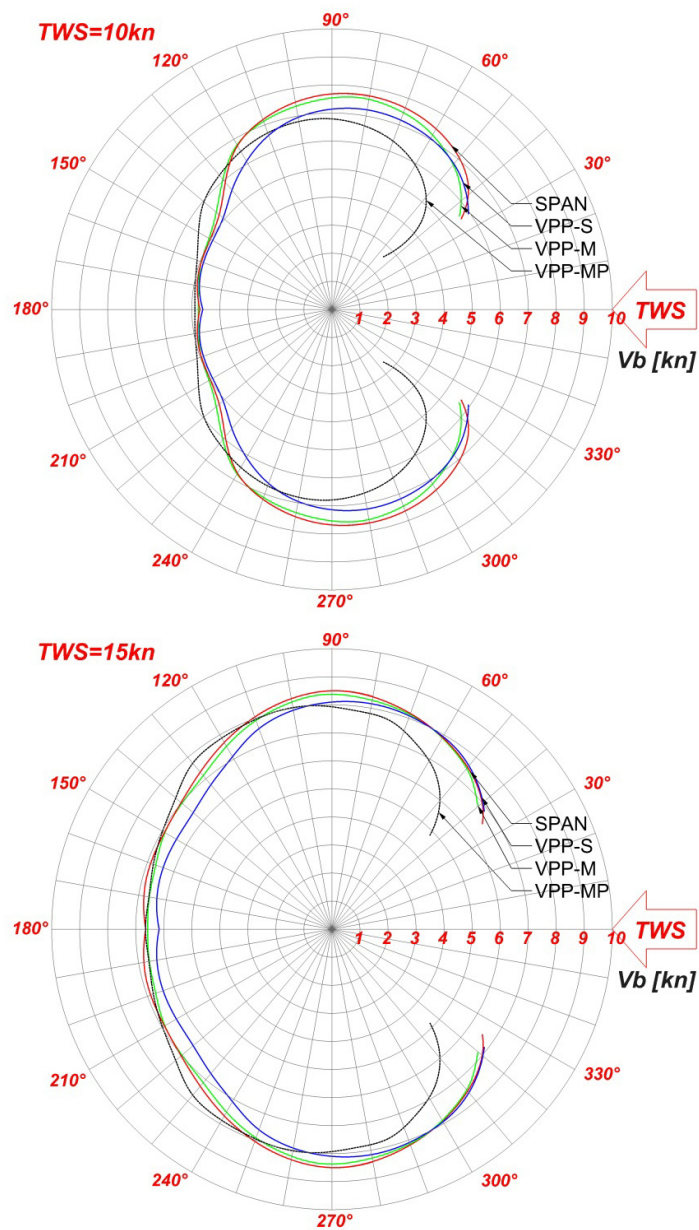 90°
TWS=10kn
120°
60°
150°
30°
SPAN
VPP-S
VPP-M
VPP-MP
180°
1 2 3 4 5 6 7 8 9 10
TWS
Vb [kn]
210°
330°
240°
300°
270°
90°
TWS=15kn
120°
60°
150°
30°
SPAN
VPP-S
VPP-M
VPP-MP
180°
1 2 3 4 5 6 7 8 9 10
TWS
Vb [kn]
210°
330°
240°
300°
270°